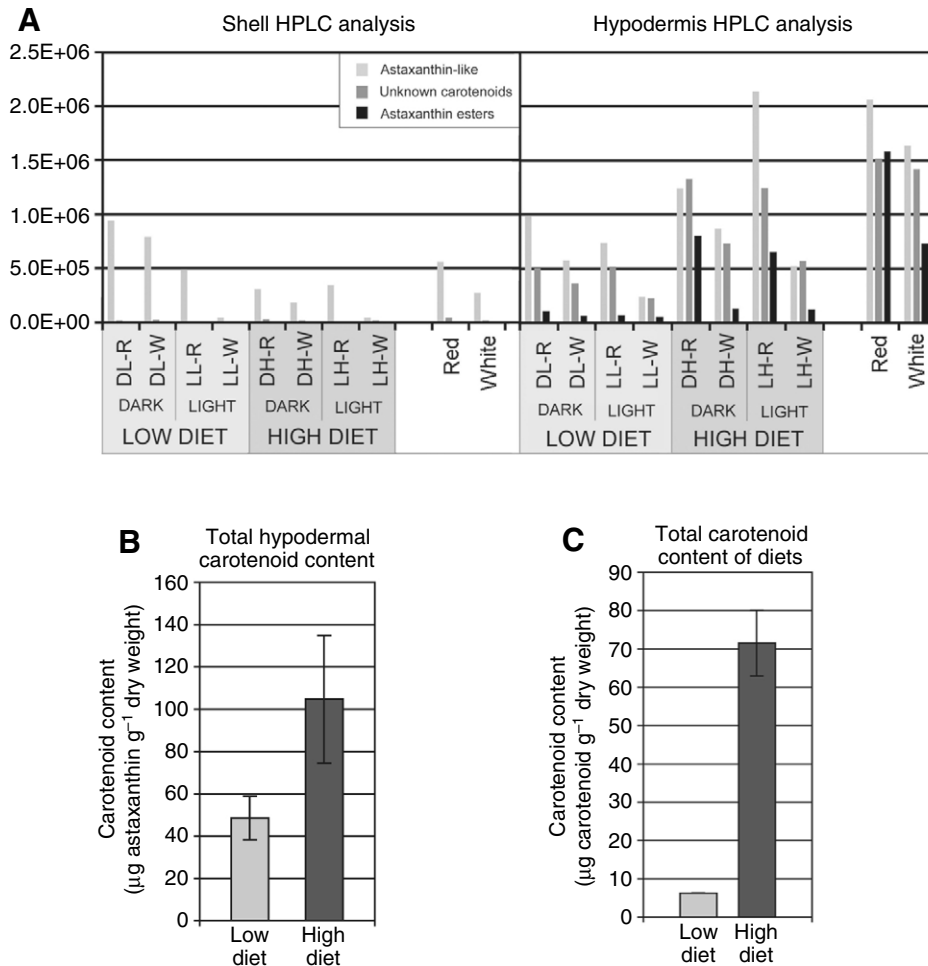 A
Shell HPLC analysis
Hypodermis HPLC analysis
2.5E+06
2.0E+06
1.5E+06
1.0E+06
5.0E+05
0.0E+00
Astaxanthin-like
Unknown carotenoids
Astaxanthin esters
DL-R DL-W LL-R LL-W DH-R DH-W LH-R LH-W Red White
DL-R DL-W LL-R LL-W DH-R DH-W LH-R LH-W Red White
DARK LIGHT DARK LIGHT
DARK LIGHT DARK LIGHT
LOW DIET HIGH DIET
LOW DIET HIGH DIET
B
Total hypodermal
carotenoid content
Carotenoid content
(μg astaxanthin g–1 dry weight)
160
140
120
100
80
60
40
20
0
Low
diet
High
diet
C
Total carotenoid
content of diets
Carotenoid content
(μg carotenoid g–1 dry weight)
90
80
70
60
50
40
30
20
10
0
Low
diet
High
diet